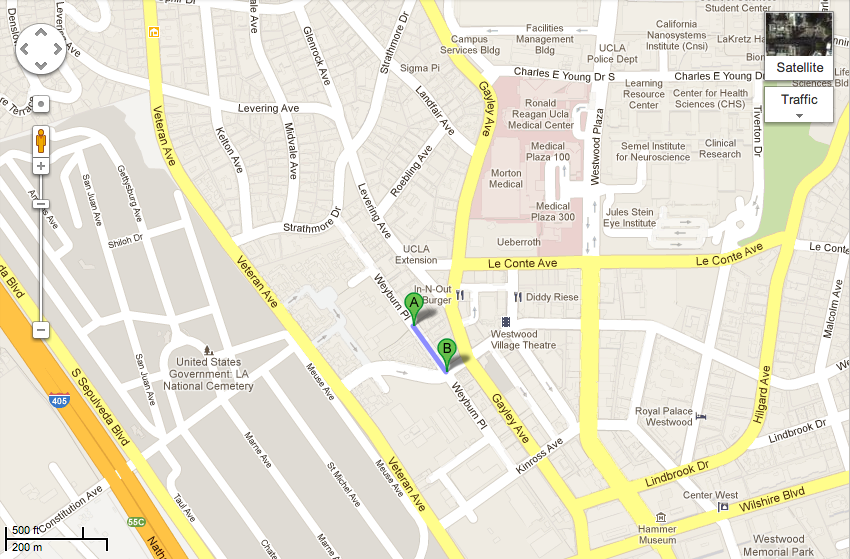 Student Center
California
Nanosystems
Institute (Cnsi)
LaKretz
Facilities
Management
Bldg
UCLA
Police Dept
Campus
Services Bldg
Satellite
Traffic
Charles E Young Dr S
Charles E Young Dr
Sigma Pi
Strathmore Dr
Glenrock Ave
Levering Ave
Levering Ave
Kelton Ave
Midvale Ave
Landfair Ave
Roebling Ave
Gayley Ave
Veteran Ave
Ronald
Reagan Ucla
Medical Center
Medical
Plaza 100
Morton
Medical
Medical
Plaza 300
Ueberroth
Westwood Plaza
Learning
Resource
Center
Center for Health
Sciences (CHS)
Semel Institute
for Neuroscience
Clinical
Research
Jules Stein
Eye Institute
Tiverton Dr
Gettysburg Ave
San Juan Ave
Shiloh Dr
Strathmore Dr
Levering Ave
UCLA
Extension
Le Conte Ave
Le Conte Ave
Le Conte
Veteran Ave
Weyburn Pl
In-N-Out
Burger
Diddy Riese
A
B
Westwood
Village Theatre
Malcolm Ave
Hilgard Ave
S Sepulveda Blvd
405
United States
Government: LA
National Cemetery
San Juan Ave
Meuse Ave
Weyburn Pl
Gayley Ave
Royal Palace
Westwood
Lindbrook Dr
Lindbrook Dr
Kinross Ave
Marne Ave
Marne Ave
St Michel Ave
Meuse Ave
Veteran Ave
Taul Ave
Constitution Ave
Center West
Wilshire Blvd
Hammer
Museum
Westwood
Memorial Park
55C
500 ft
200 m